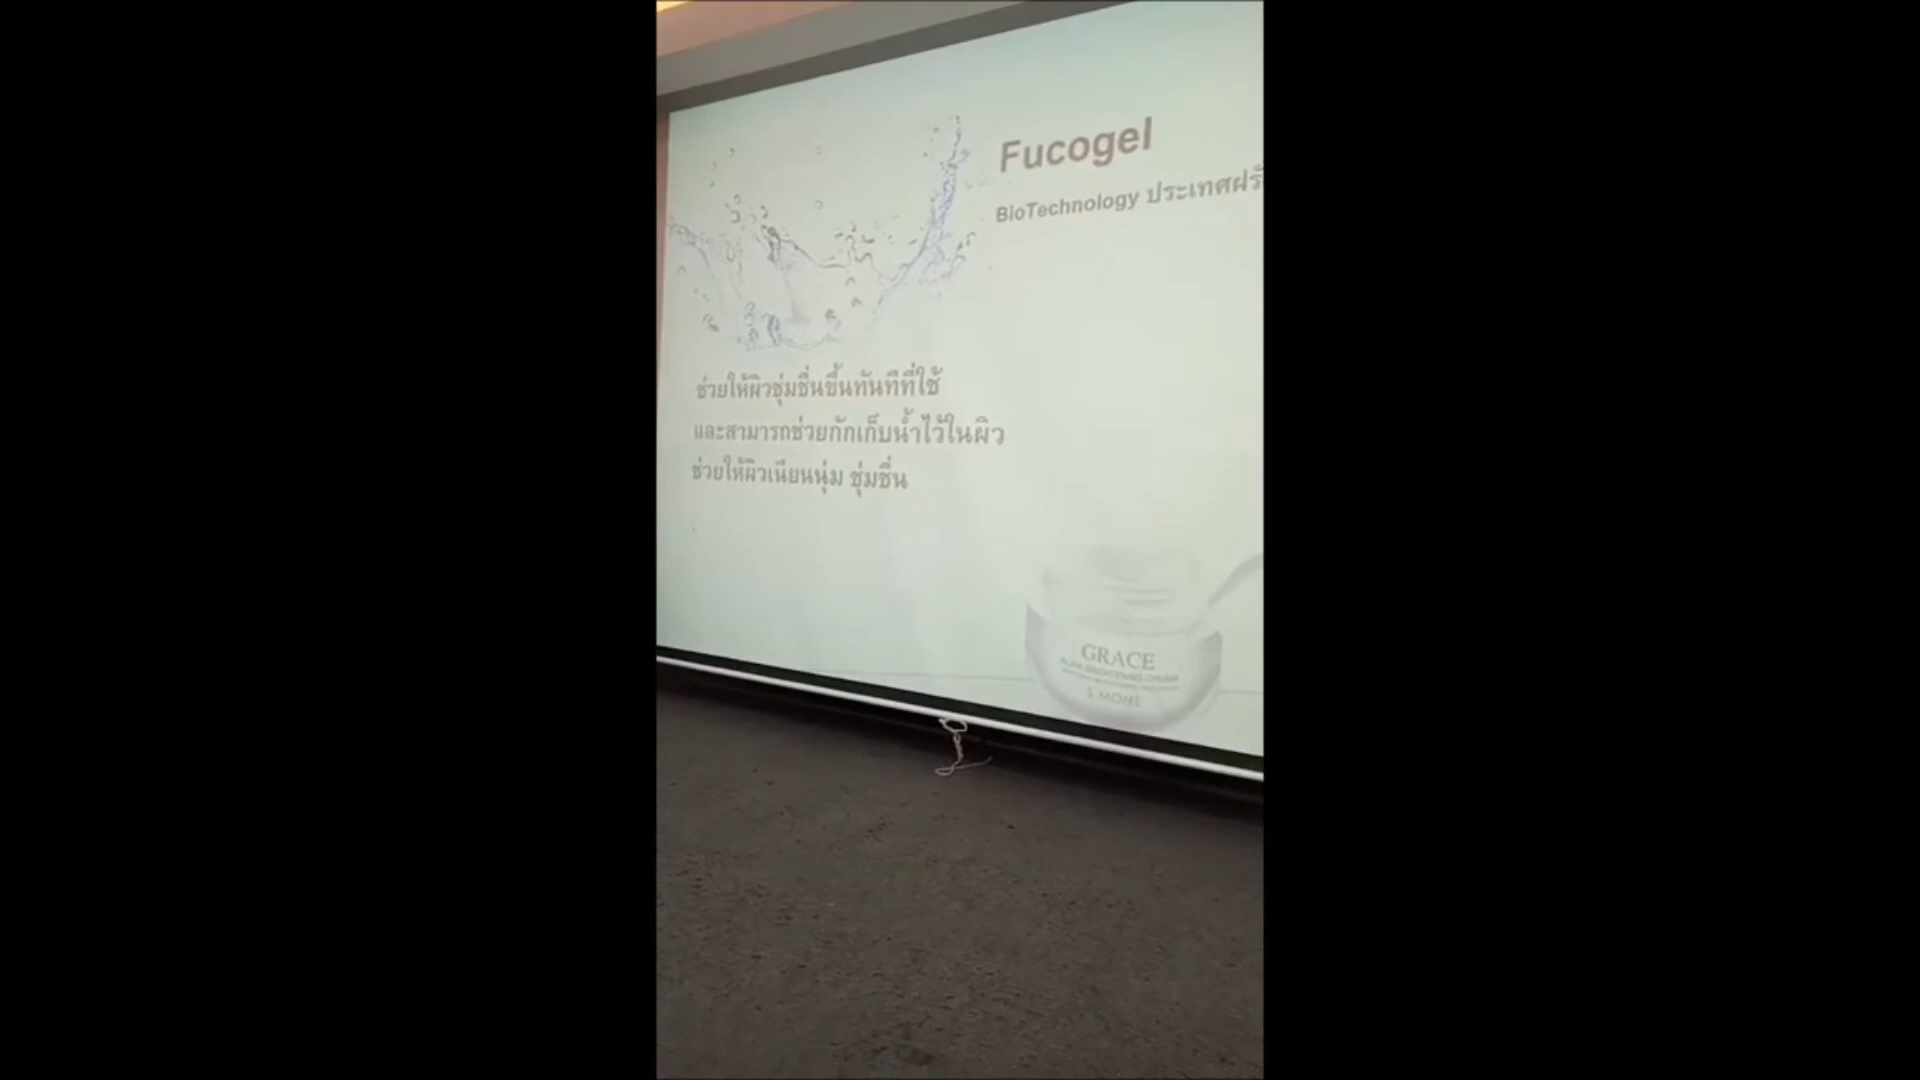 Fucogel
BioTechnology ประเทศฝรั
ช่วยให้ผิวชุ่มชื่นขึ้นทันทีที่ใช้
และสามารถช่วยกักเก็บน้ำไว้ในผิว
ช่วยให้ผิวเนียนนุ่ม ชุ่มชื่น
GRACE
BRIGHTENING CREAM
S'MONE